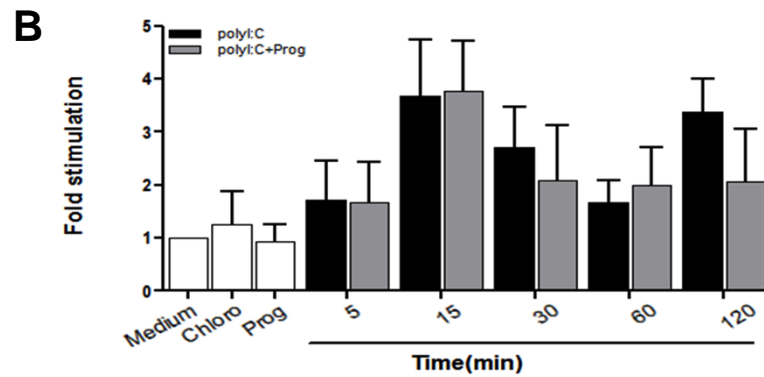 B
polyI:C
polyI:C+Prog
Fold stimulation
5
4
3
2
1
0
Medium Chloro Prog 5 15 30 60 120
Time(min)